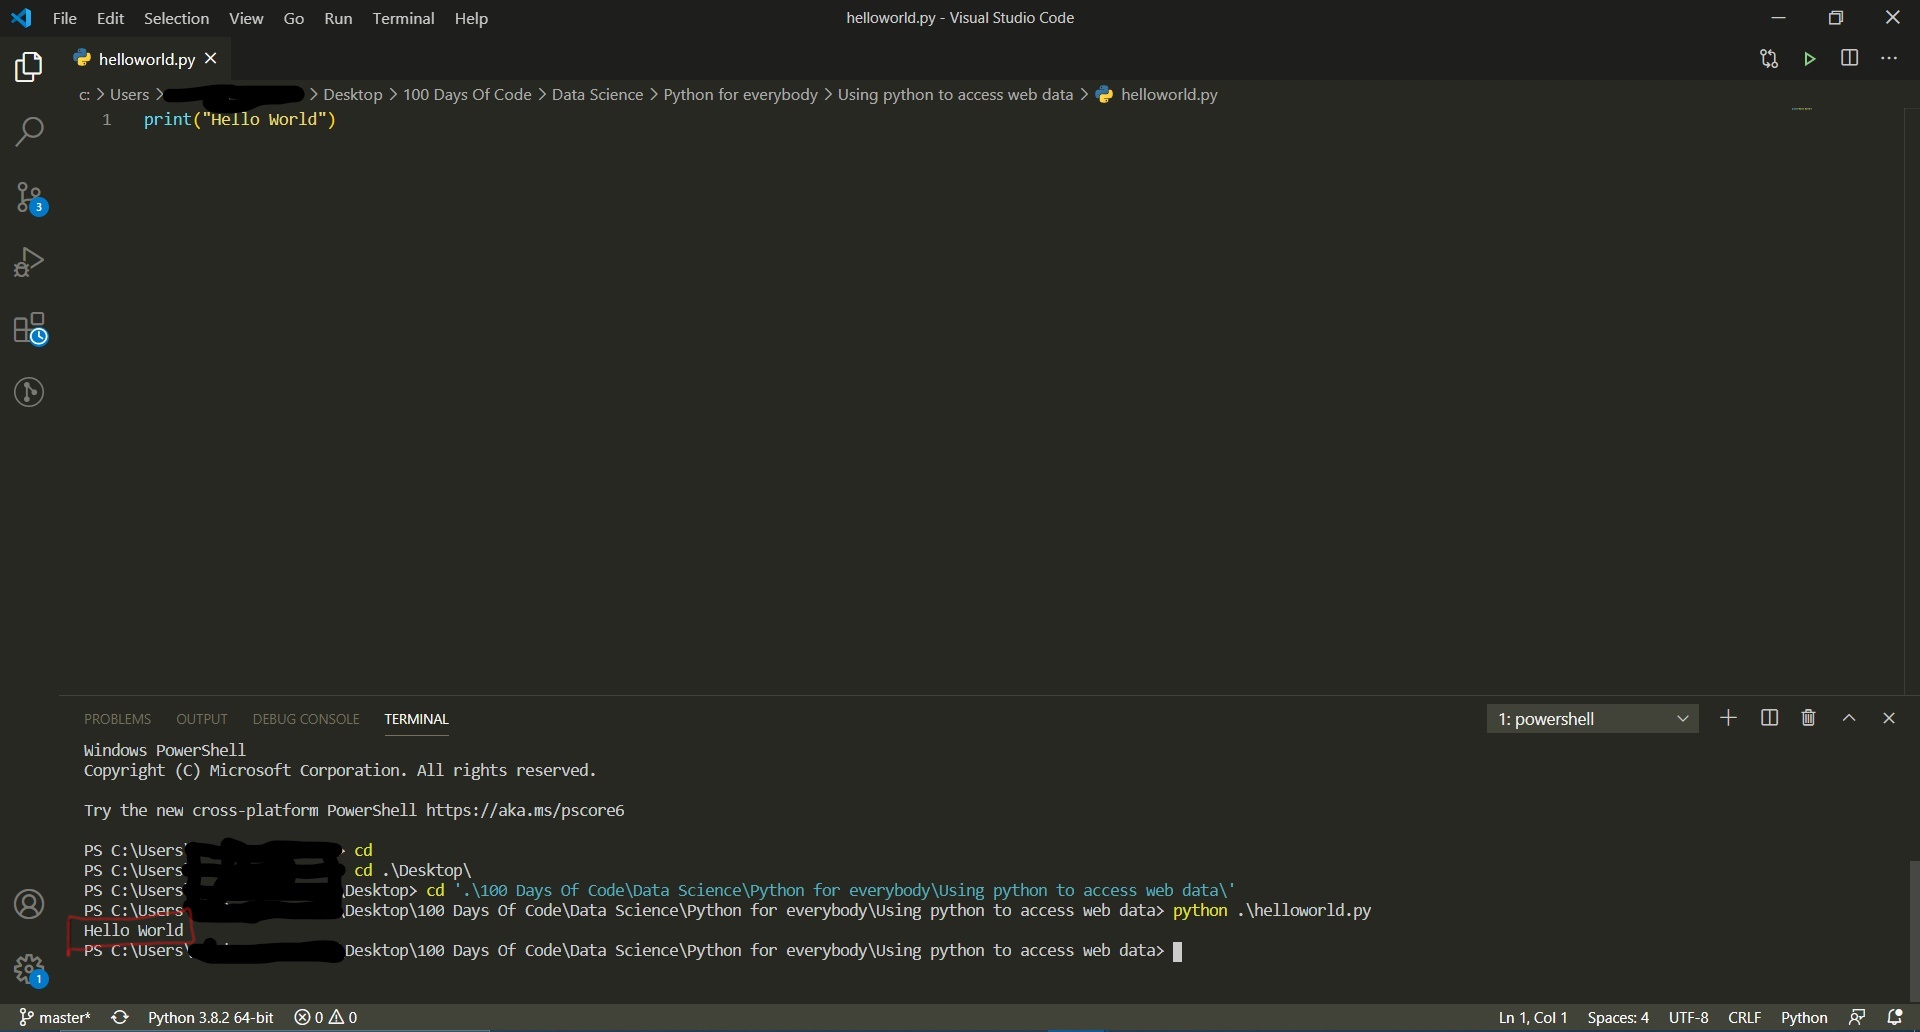 File Edit Selection View Go Run Terminal Help
helloworld.py - Visual Studio Code
helloworld.py
c: > Users > > Desktop > 100 Days Of Code > Data Science > Python for everybody > Using python to access web data > helloworld.py
1 print("Hello World")
3
PROBLEMS OUTPUT DEBUG CONSOLE TERMINAL
1: powershell
Windows PowerShell
Copyright (C) Microsoft Corporation. All rights reserved.
Try the new cross-platform PowerShell https://aka.ms/pscore6
PS C:\Users\ > cd
PS C:\Users cd .\Desktop\
PS C:\Users \Desktop> cd '.\100 Days Of Code\Data Science\Python for everybody\Using python to access web data\'
PS C:\Users \Desktop\100 Days Of Code\Data Science\Python for everybody\Using python to access web data> python .\helloworld.py
Hello World
PS C:\Users\ Desktop\100 Days Of Code\Data Science\Python for everybody\Using python to access web data>
1
master* Python 3.8.2 64-bit 0 0
Ln 1, Col 1 Spaces: 4 UTF-8 CRLF Python